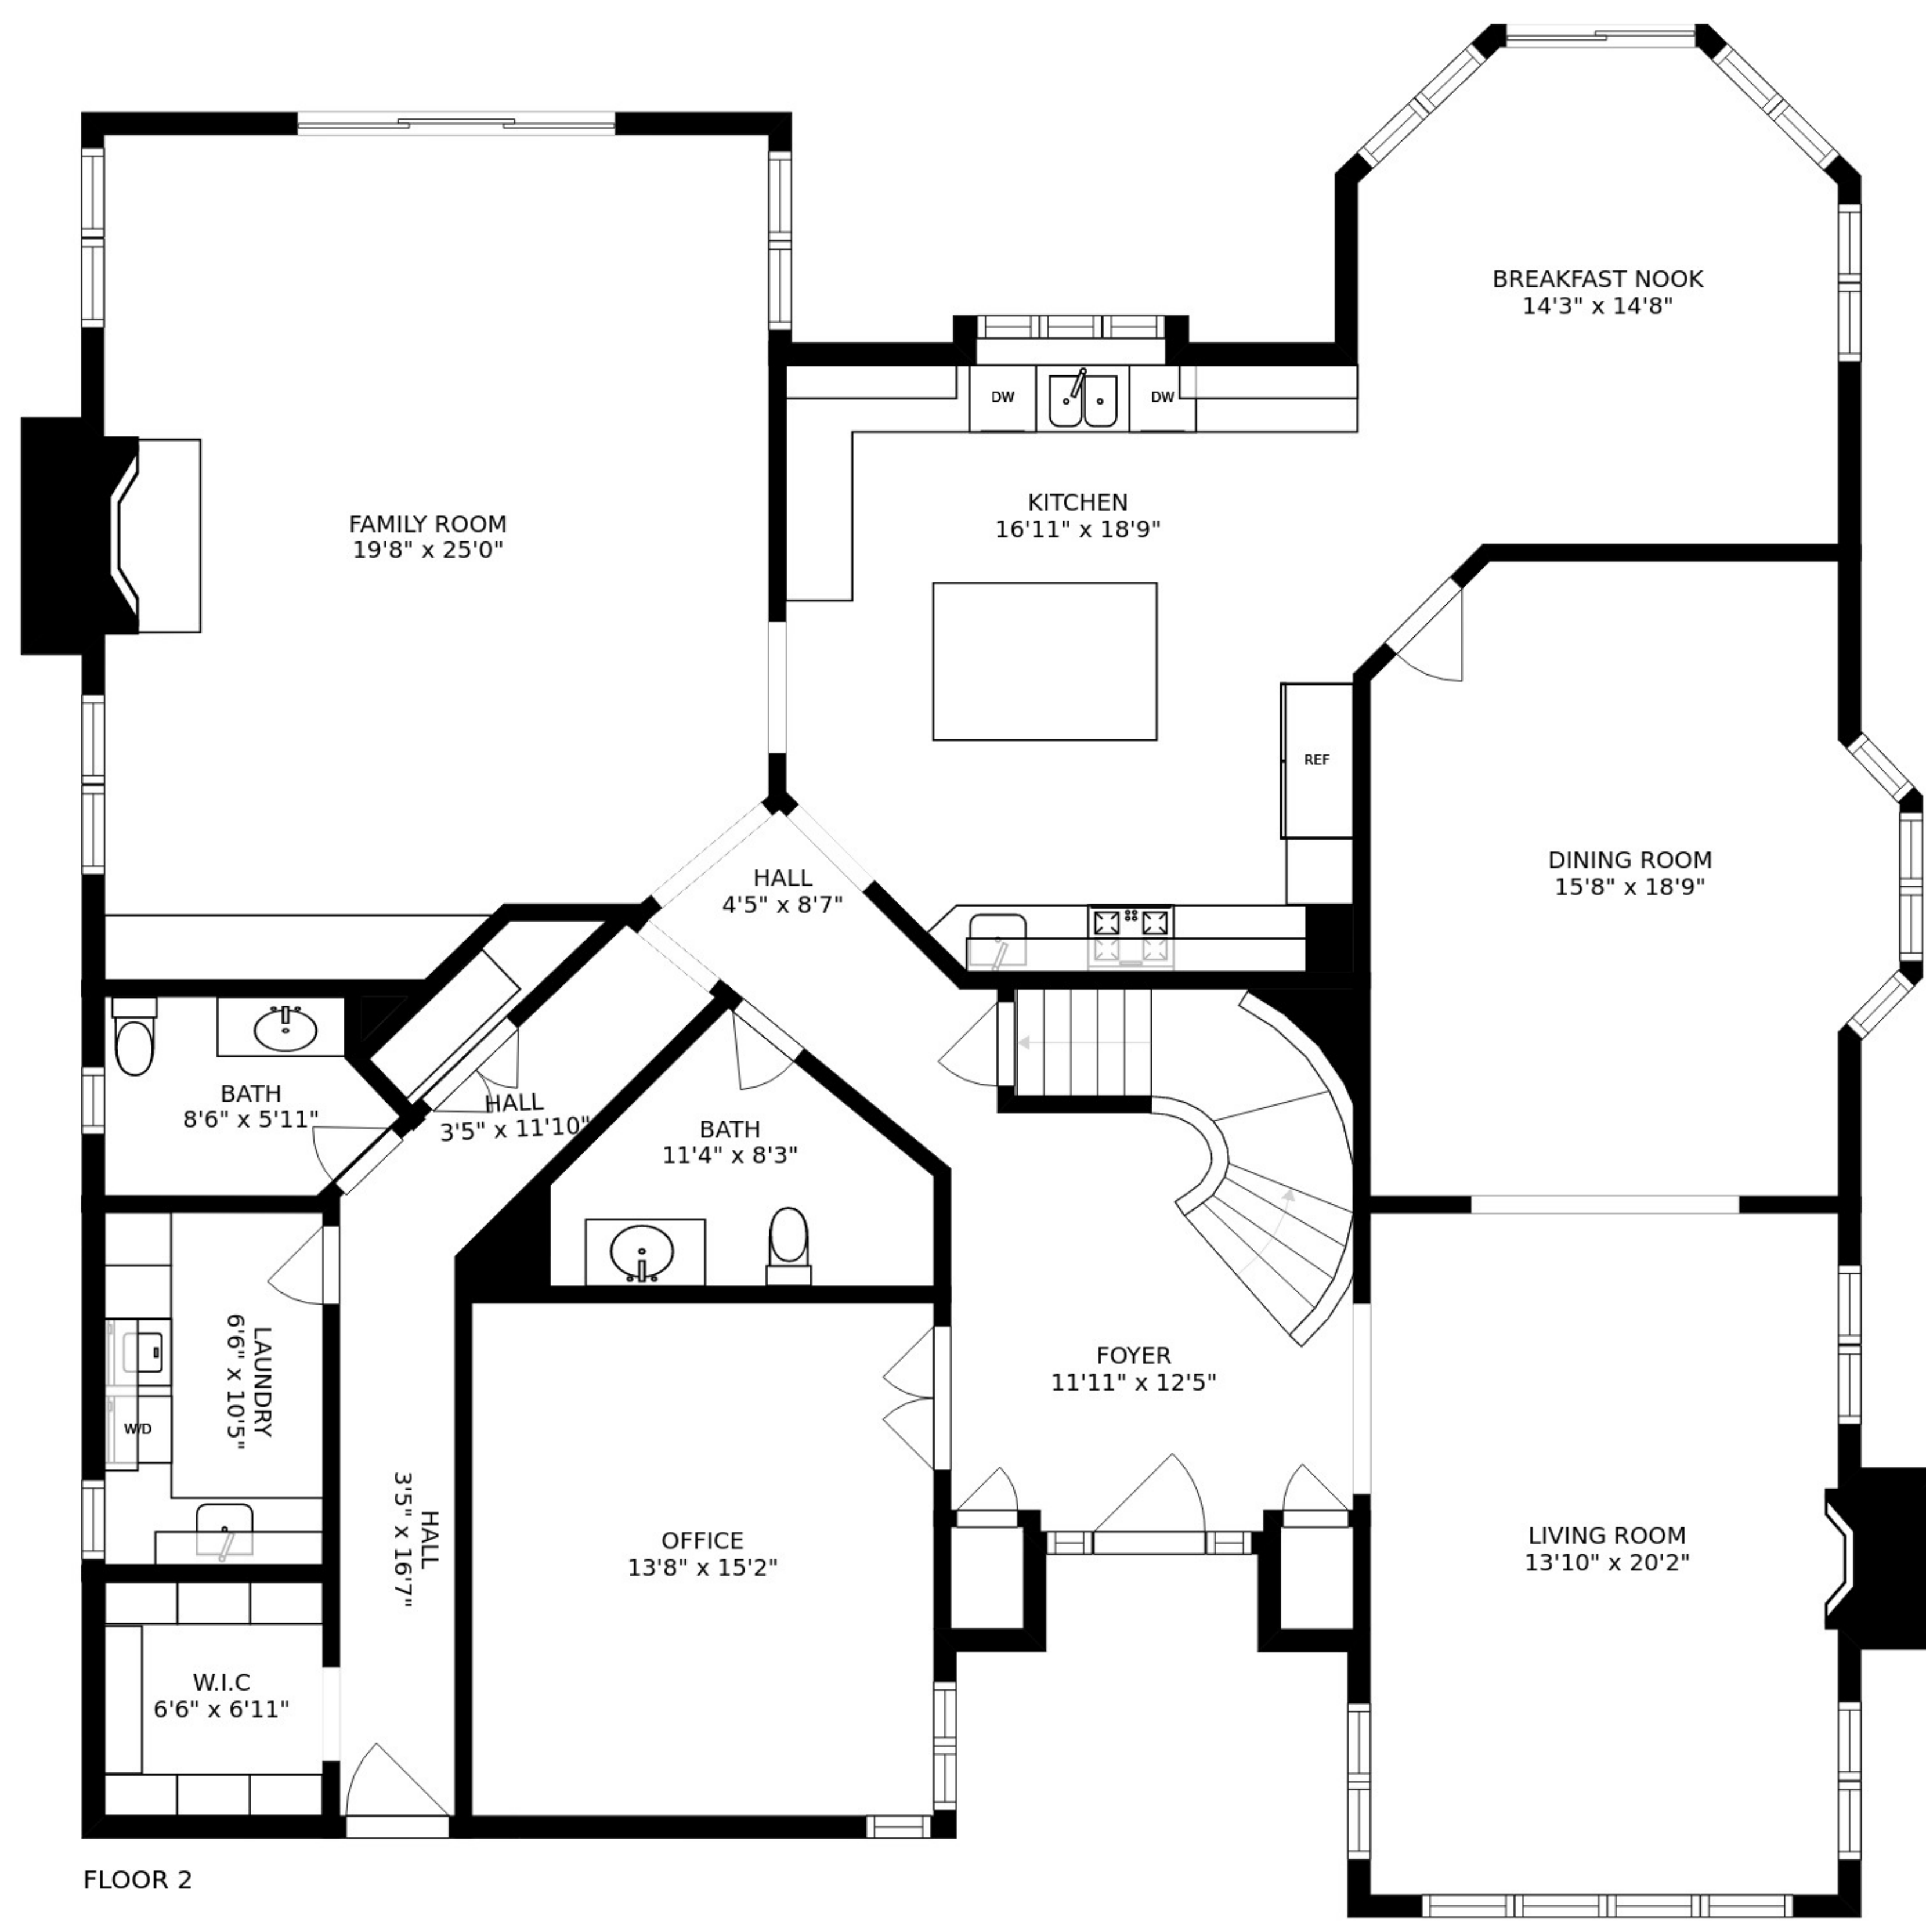 BREAKFAST NOOK
14'3" x 14'8"
DW
DW
KITCHEN
16'11" x 18'9"
FAMILY ROOM
19'8" x 25'0"
REF
DINING ROOM
15'8" x 18'9"
HALL
4'5" x 8'7"
BATH
8'6" x 5'11"
HALL
3'5" x 11'10"
BATH
11'4" x 8'3"
LAUNDRY
6'6" x 10'5"
W/D
FOYER
11'11" x 12'5"
HALL
3'5" x 16'7"
OFFICE
13'8" x 15'2"
LIVING ROOM
13'10" x 20'2"
W.I.C
6'6" x 6'11"
FLOOR 2